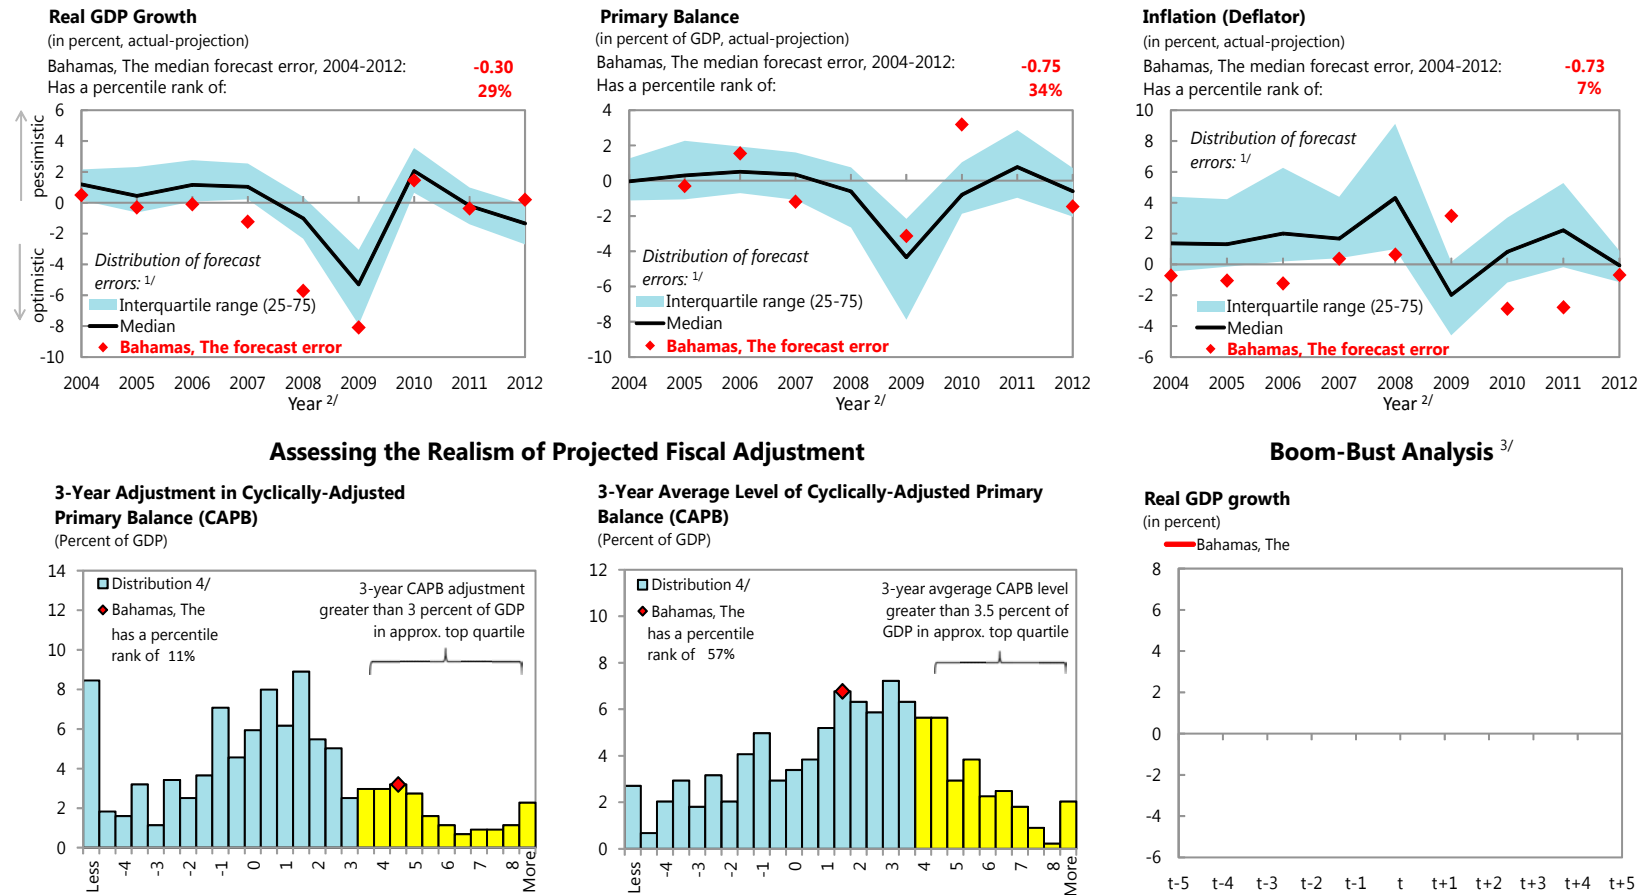 Real GDP Growth
(in percent, actual-projection)
Bahamas, The median forecast error, 2004-2012: -0.30
Has a percentile rank of: 29%
pessimistic
optimistic
6
4
2
0
-2
-4
-6
-8
-10
Distribution of forecast
errors: 1/
Interquartile range (25-75)
Median
Bahamas, The forecast error
2004 2005 2006 2007 2008 2009 2010 2011 2012
Year 2/
Primary Balance
(in percent of GDP, actual-projection)
Bahamas, The median forecast error, 2004-2012: -0.75
Has a percentile rank of: 34%
4
2
0
-2
-4
-6
-8
-10
Distribution of forecast
errors: 1/
Interquartile range (25-75)
Median
Bahamas, The forecast error
2004 2005 2006 2007 2008 2009 2010 2011 2012
Year 2/
Inflation (Deflator)
(in percent, actual-projection)
Bahamas, The median forecast error, 2004-2012: -0.73
Has a percentile rank of: 7%
10
8
6
4
2
0
-2
-4
-6
Distribution of forecast
errors: 1/
Interquartile range (25-75)
Median
Bahamas, The forecast error
2004 2005 2006 2007 2008 2009 2010 2011 2012
Year 2/
Assessing the Realism of Projected Fiscal Adjustment
3-Year Adjustment in Cyclically-Adjusted
Primary Balance (CAPB)
(Percent of GDP)
14
12
10
8
6
4
2
0
Distribution 4/
Bahamas, The
has a percentile
rank of 11%
3-year CAPB adjustment
greater than 3 percent of GDP
in approx. top quartile
Less -4 -3 -2 -1 0 1 2 3 4 5 6 7 8 More
3-Year Average Level of Cyclically-Adjusted Primary
Balance (CAPB)
(Percent of GDP)
12
10
8
6
4
2
0
Distribution 4/
Bahamas, The
has a percentile
rank of 57%
3-year avgerage CAPB level
greater than 3.5 percent of
GDP in approx. top quartile
Less -4 -3 -2 -1 0 1 2 3 4 5 6 7 8 More
Boom-Bust Analysis 3/
Real GDP growth
(in percent)
Bahamas, The
8
6
4
2
0
-2
-4
-6
t-5 t-4 t-3 t-2 t-1 t t+1 t+2 t+3 t+4 t+5